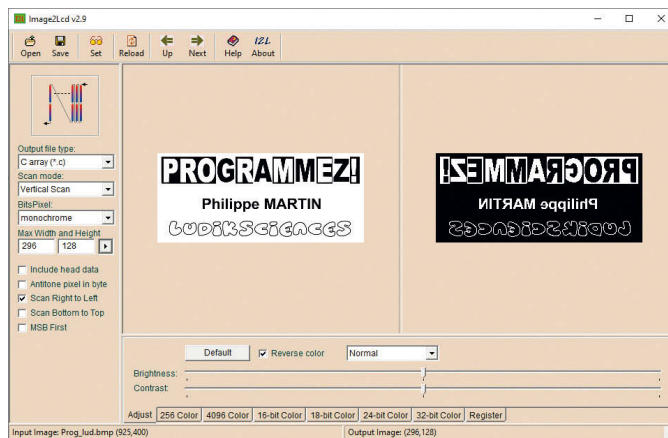 Image2Lcd v2.9
Open Save Set Reload Up Next Help About
Output file type:
C array (*.c)
Scan mode:
Vertical Scan
BitsPixel:
monochrome
Max Width and Height
296 128
Include head data
Antitone pixel in byte
Scan Right to Left
Scan Bottom to Top
MSB First
PROGRAMMEZ!
Philippe MARTIN
LUDIKSCIENCES
PROGRAMMEZ!
Philippe MARTIN
LUDIKSCIENCES
Default Reverse color Normal
Brightness:
Contrast:
Adjust 256 Color 4096 Color 16-bit Color 18-bit Color 24-bit Color 32-bit Color Register
Input Image: Prog_lud.bmp (925,400) Output Image: (296,128)